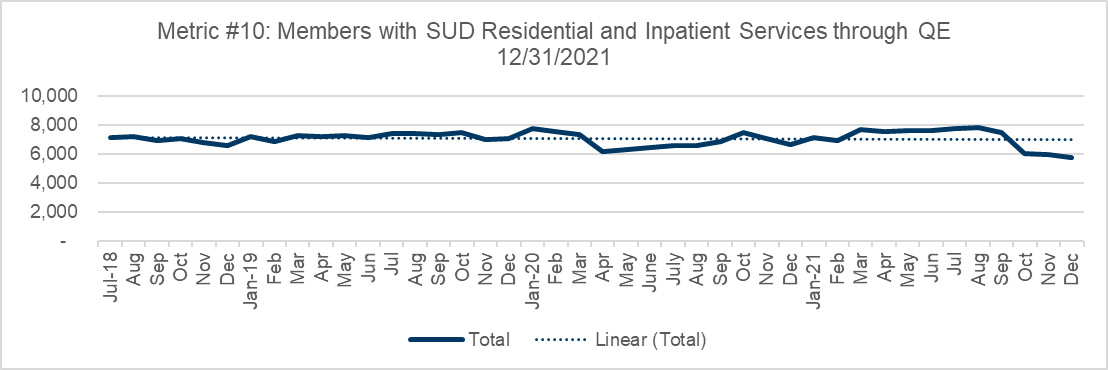 Metric #10: Members with SUD Residential and Inpatient Services through QE
12/31/2021
10,000
8,000
6,000
4,000
2,000
-
Jul-18
Aug
Sep
Oct
Nov
Dec
Jan-19
Feb
Mar
Apr
May
Jun
Jul
Aug
Sep
Oct
Nov
Dec
Jan-20
Feb
Mar
Apr
May
June
July
Aug
Sep
Oct
Nov
Dec
Jan-21
Feb
Mar
Apr
May
Jun
Jul
Aug
Sep
Oct
Nov
Dec
Total
Linear (Total)